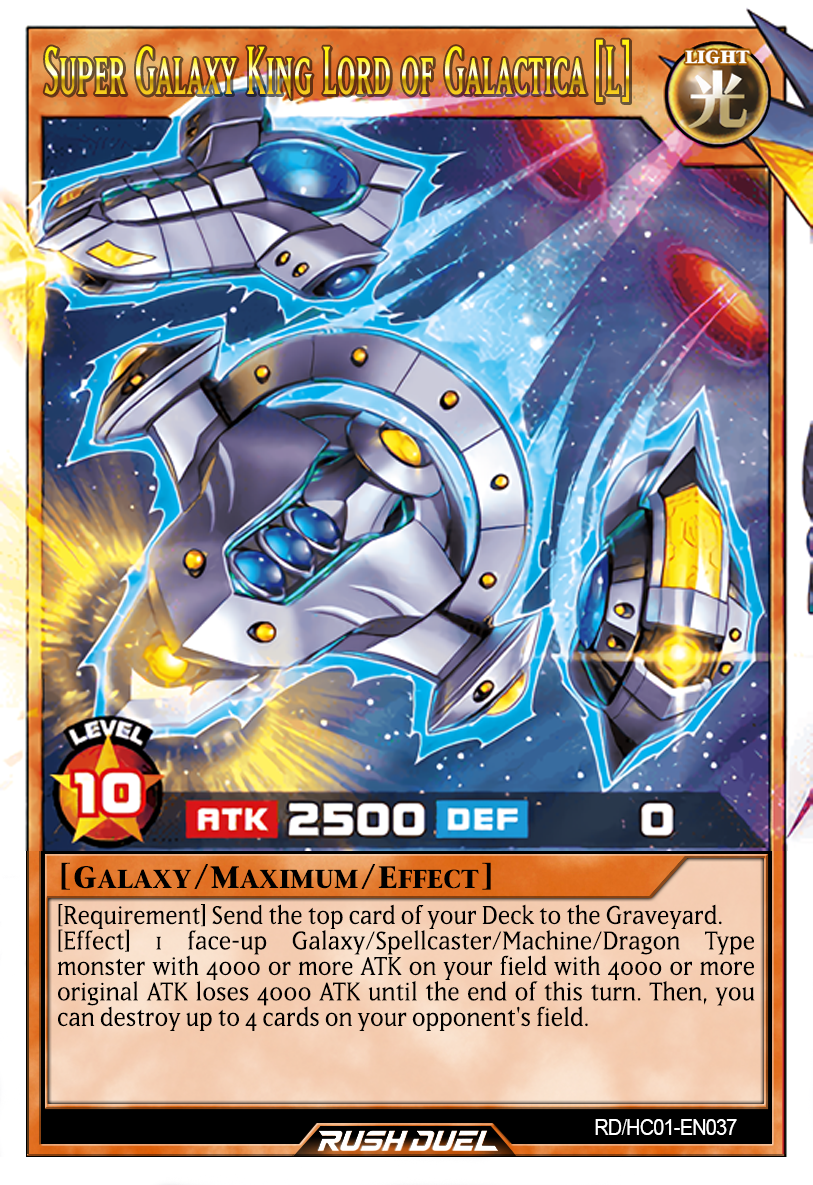 Super Galaxy King Lord of Galactica [L]
LIGHT
光
LEVEL
10
ATK 2500 DEF 0
[Galaxy/Maximum/Effect]
[Requirement] Send the top card of your Deck to the Graveyard.
[Effect] 1 face-up Galaxy/Spellcaster/Machine/Dragon Type
monster with 4000 or more ATK on your field with 4000 or more
original ATK loses 4000 ATK until the end of this turn. Then, you
can destroy up to 4 cards on your opponent's field.
RD/HC01-EN037
RUSH DUEL